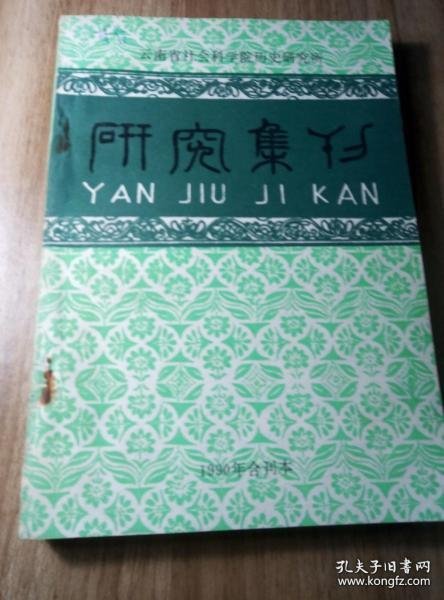 云南省社会科学院历史研究所
研究集刊
YAN JIU JI KAN
1990年合刊本
孔夫子旧书网
www.kongfz.com